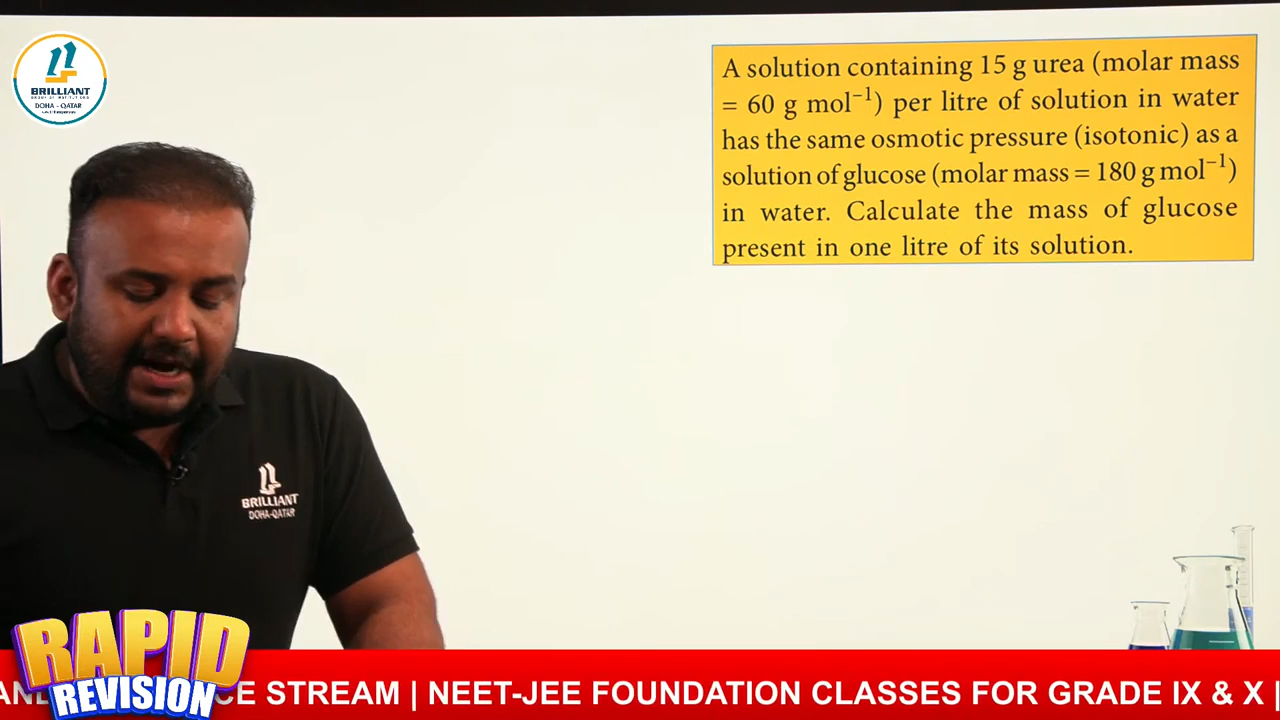 BRILLIANT
DOHA - QATAR
A solution containing 15 g urea (molar mass
= 60 g mol⁻¹) per litre of solution in water
has the same osmotic pressure (isotonic) as a
solution of glucose (molar mass = 180 g mol⁻¹)
in water. Calculate the mass of glucose
present in one litre of its solution.
BRILLIANT
DOHA-QATAR
RAPID
REVISION
CE STREAM | NEET-JEE FOUNDATION CLASSES FOR GRADE IX & X |